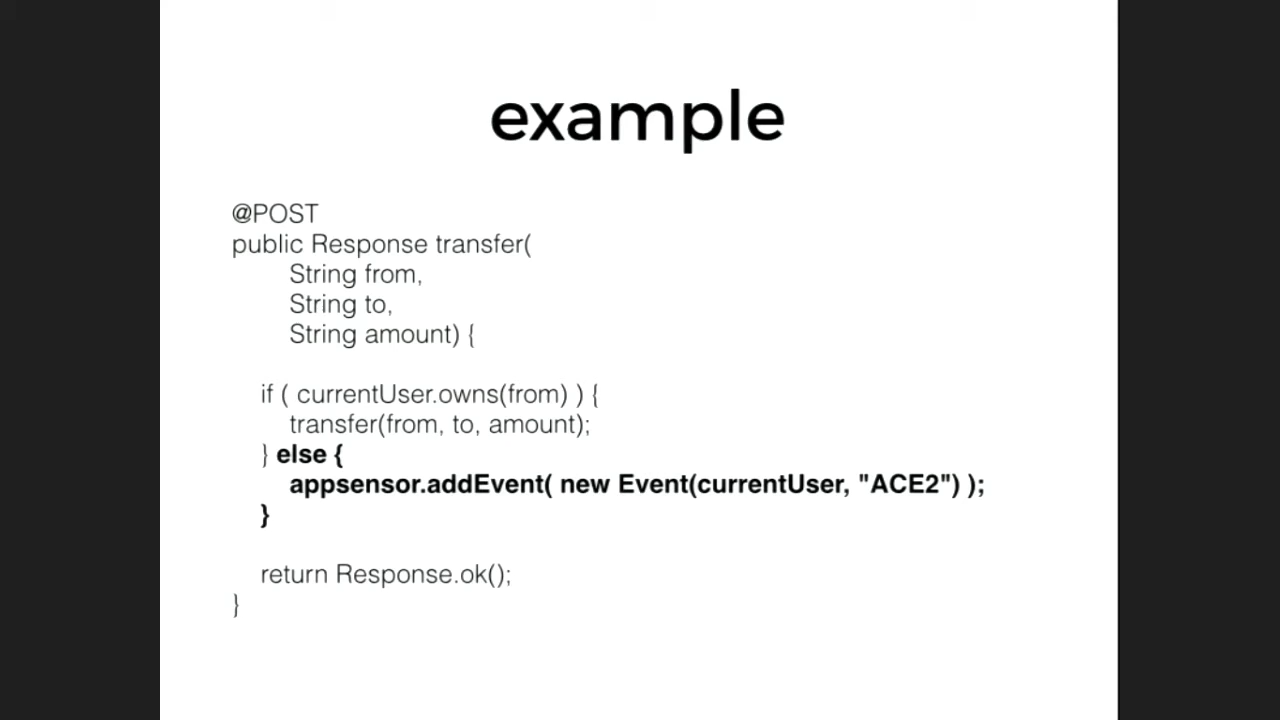 example
@POST
public Response transfer(
String from,
String to,
String amount) {
if ( currentUser.owns(from) ) {
transfer(from, to, amount);
} else {
appsensor.addEvent( new Event(currentUser, "ACE2") );
}
return Response.ok();
}